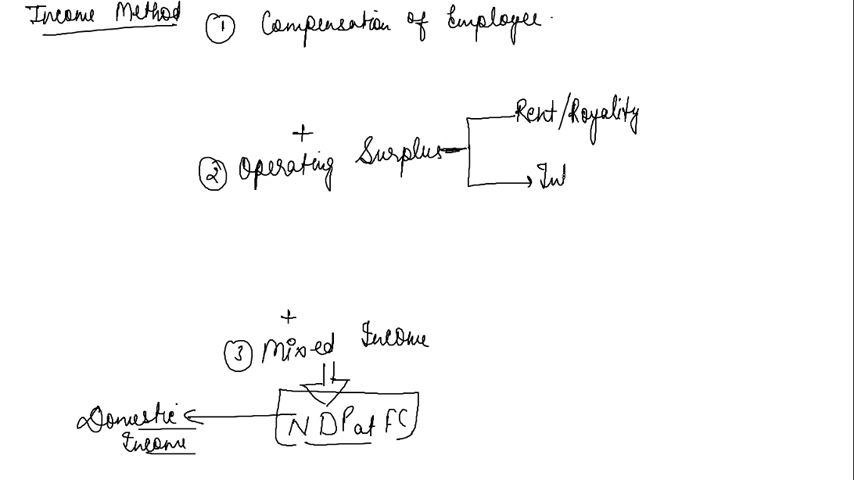 Income Method ① Compensation of Employee.
+
② Operating Surplus
Rent/Royality
Int
+
③ Mixed Income
NDP at FC
Domestic
Income